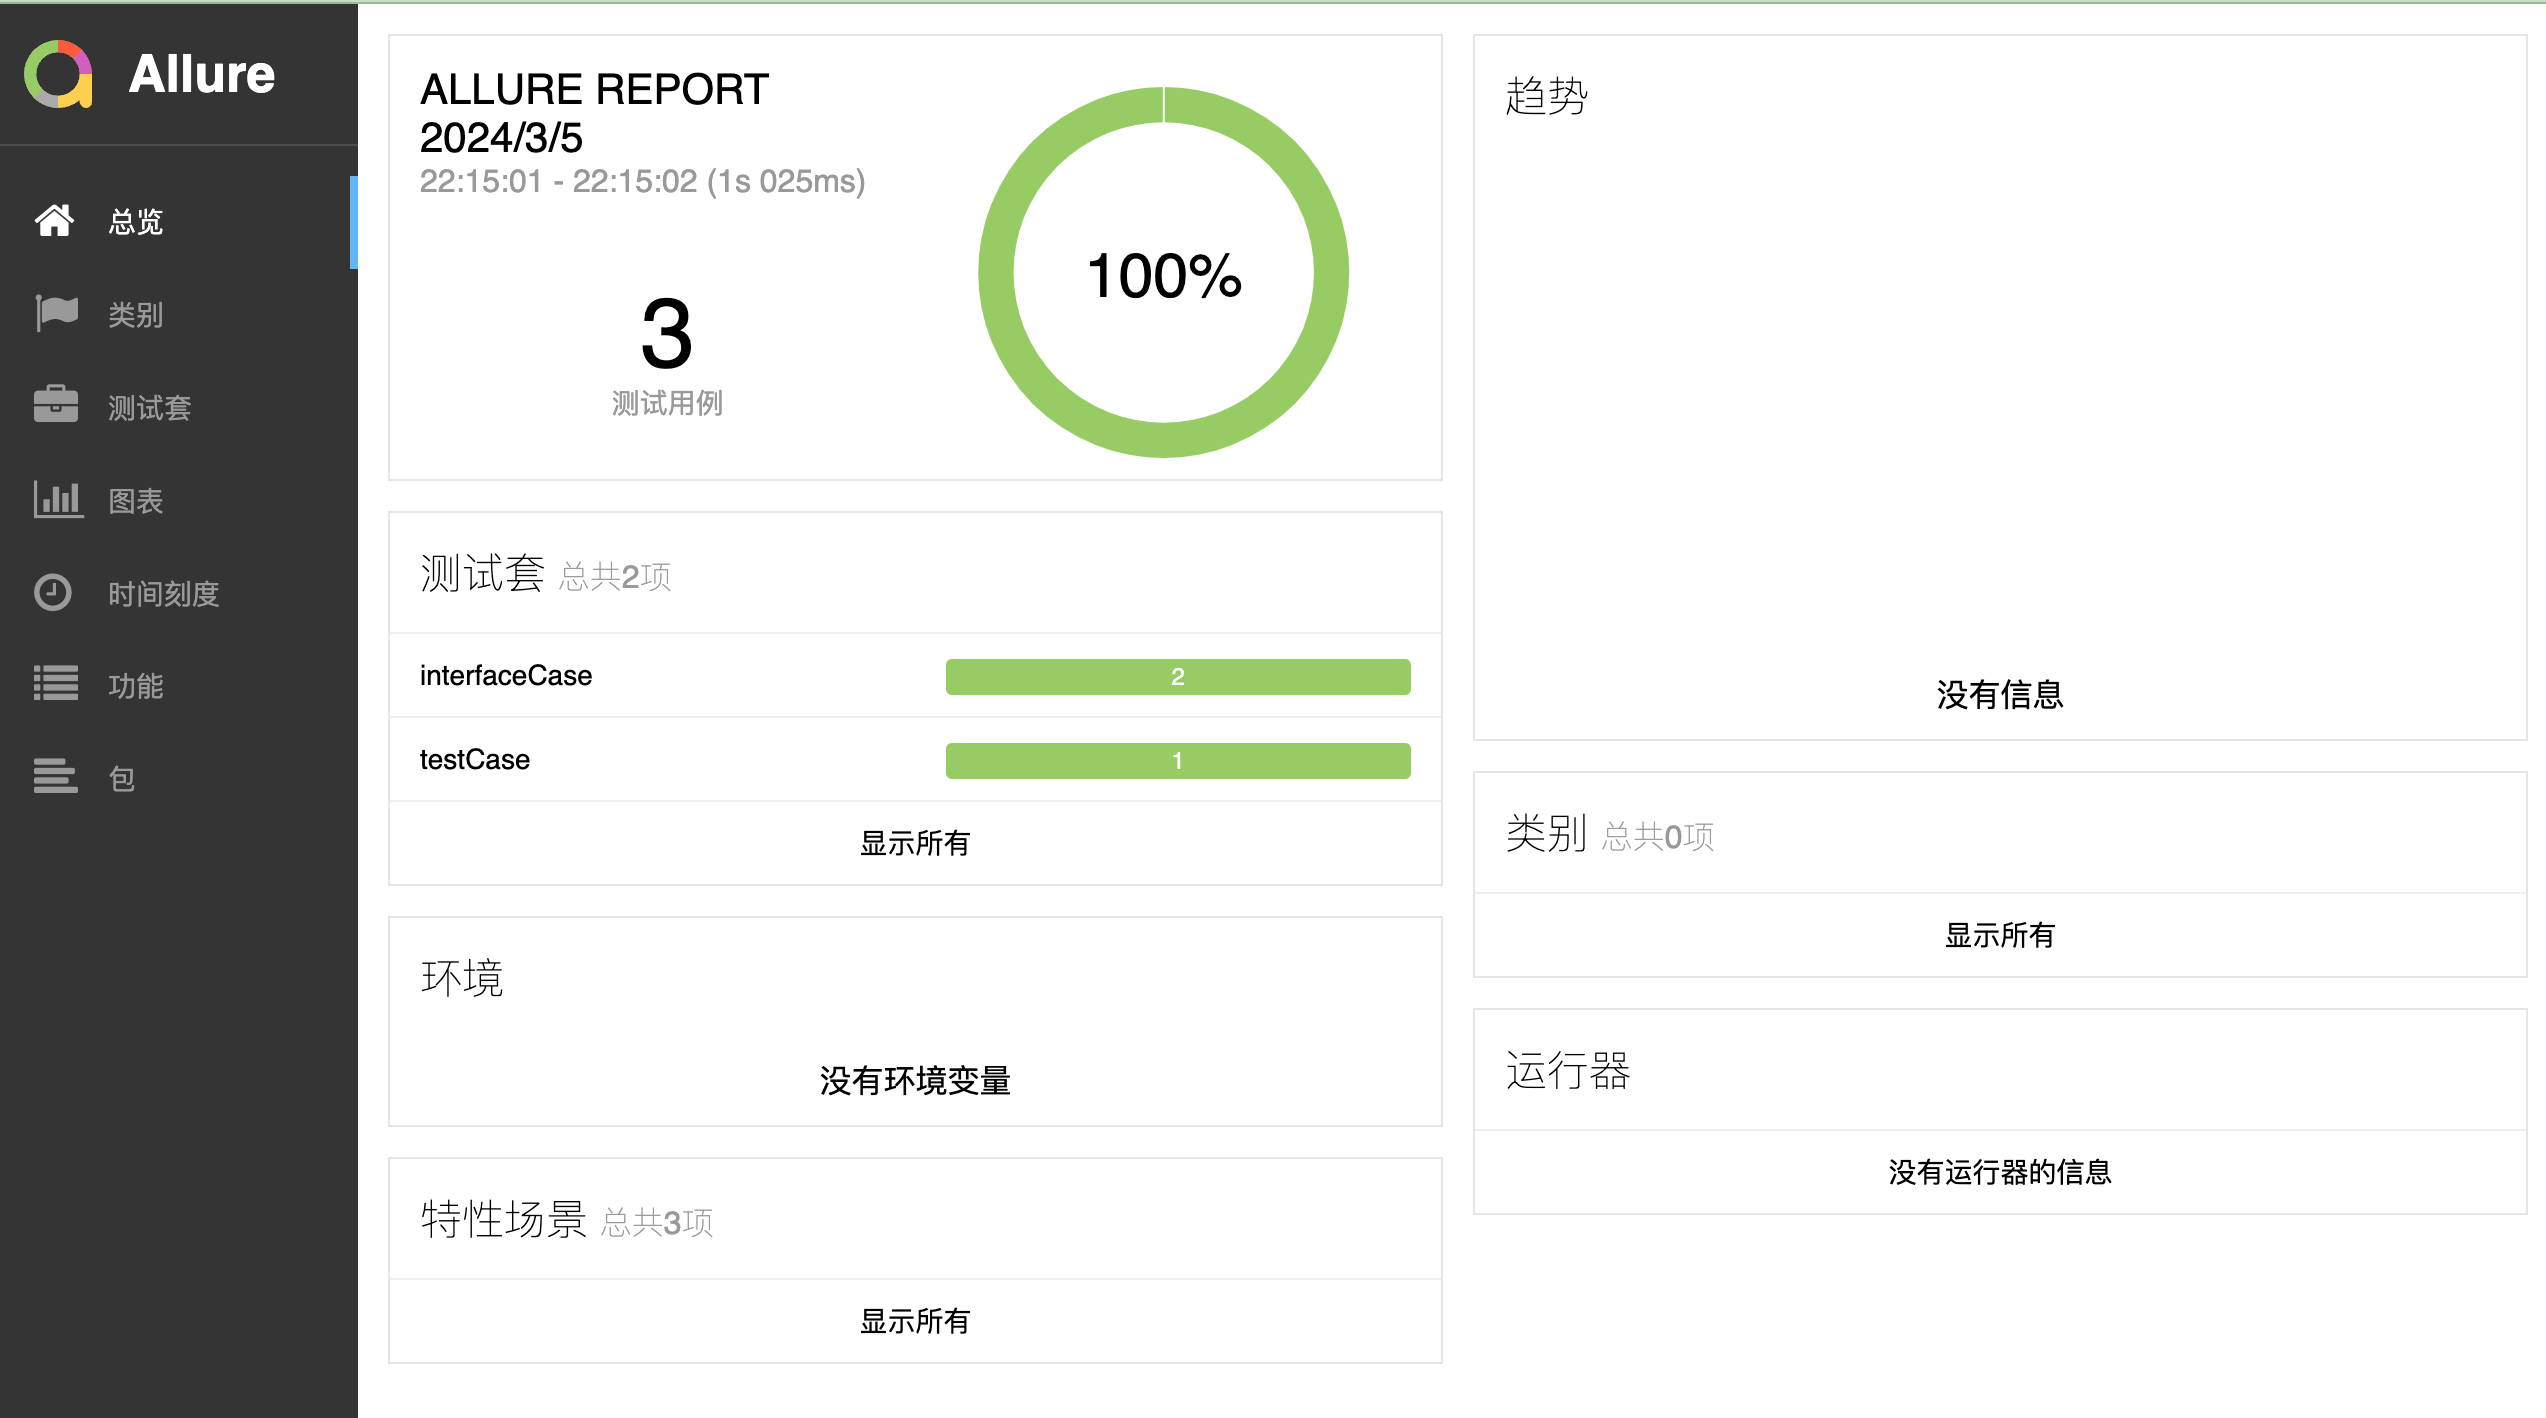 Allure
总览
类别
测试套
图表
时间刻度
功能
包
ALLURE REPORT
2024/3/5
22:15:01 - 22:15:02 (1s 025ms)
3
测试用例
100%
测试套 总共2项
interfaceCase 2
testCase 1
显示所有
环境
没有环境变量
特性场景 总共3项
显示所有
趋势
没有信息
类别 总共0项
显示所有
运行器
没有运行器的信息